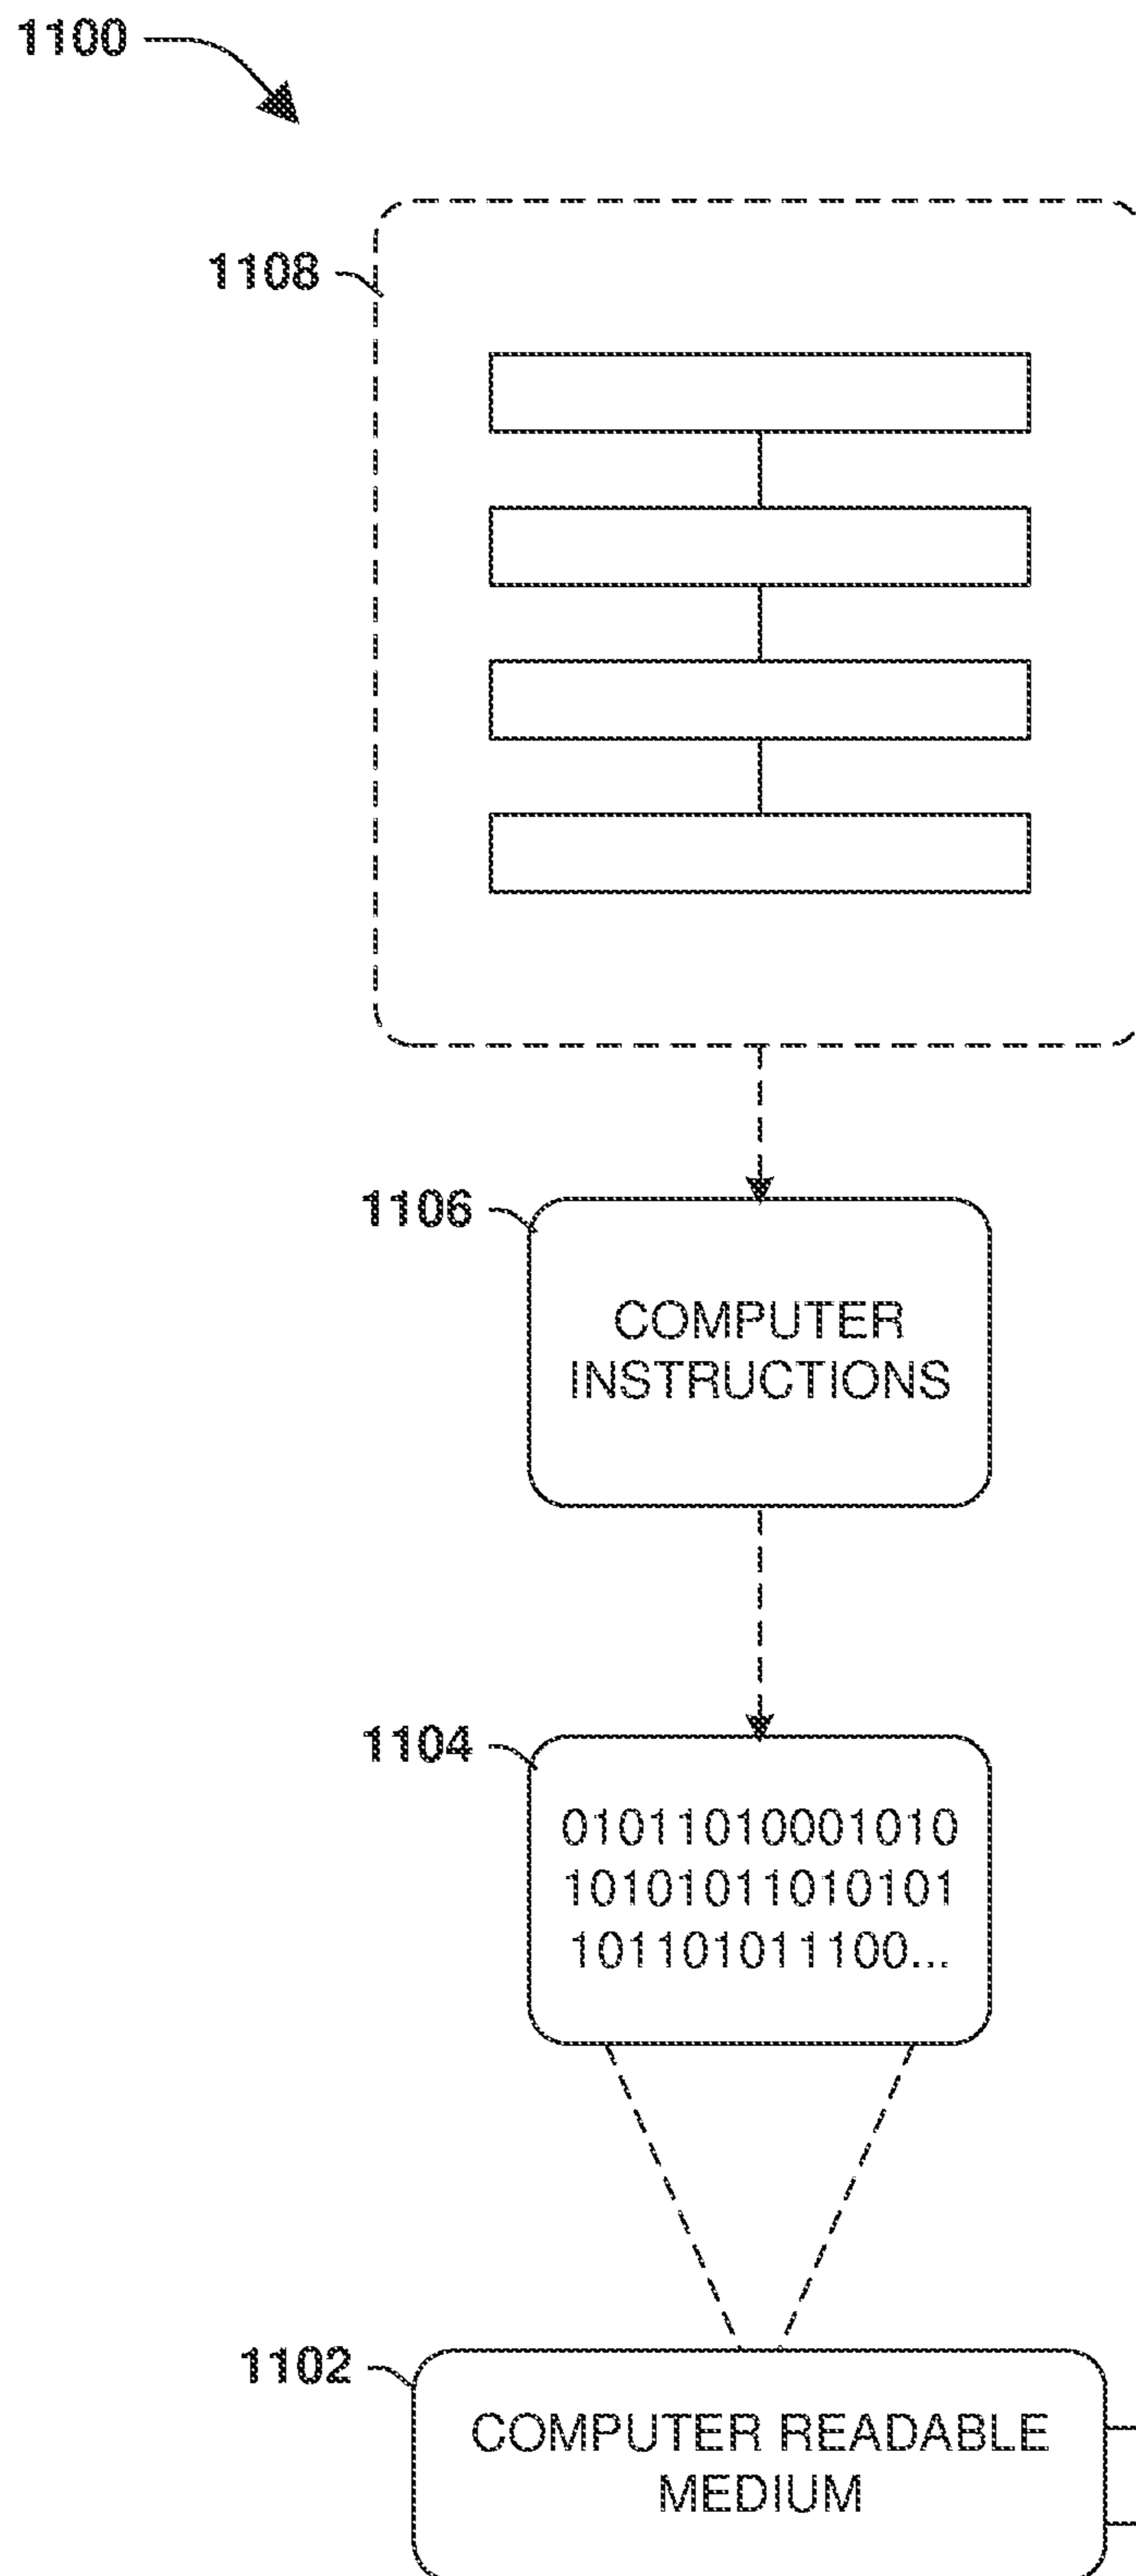 1100
1108
1106
COMPUTER
INSTRUCTIONS
1104
01011010001010
10101011010101
101101011100...
1102
COMPUTER READABLE
MEDIUM